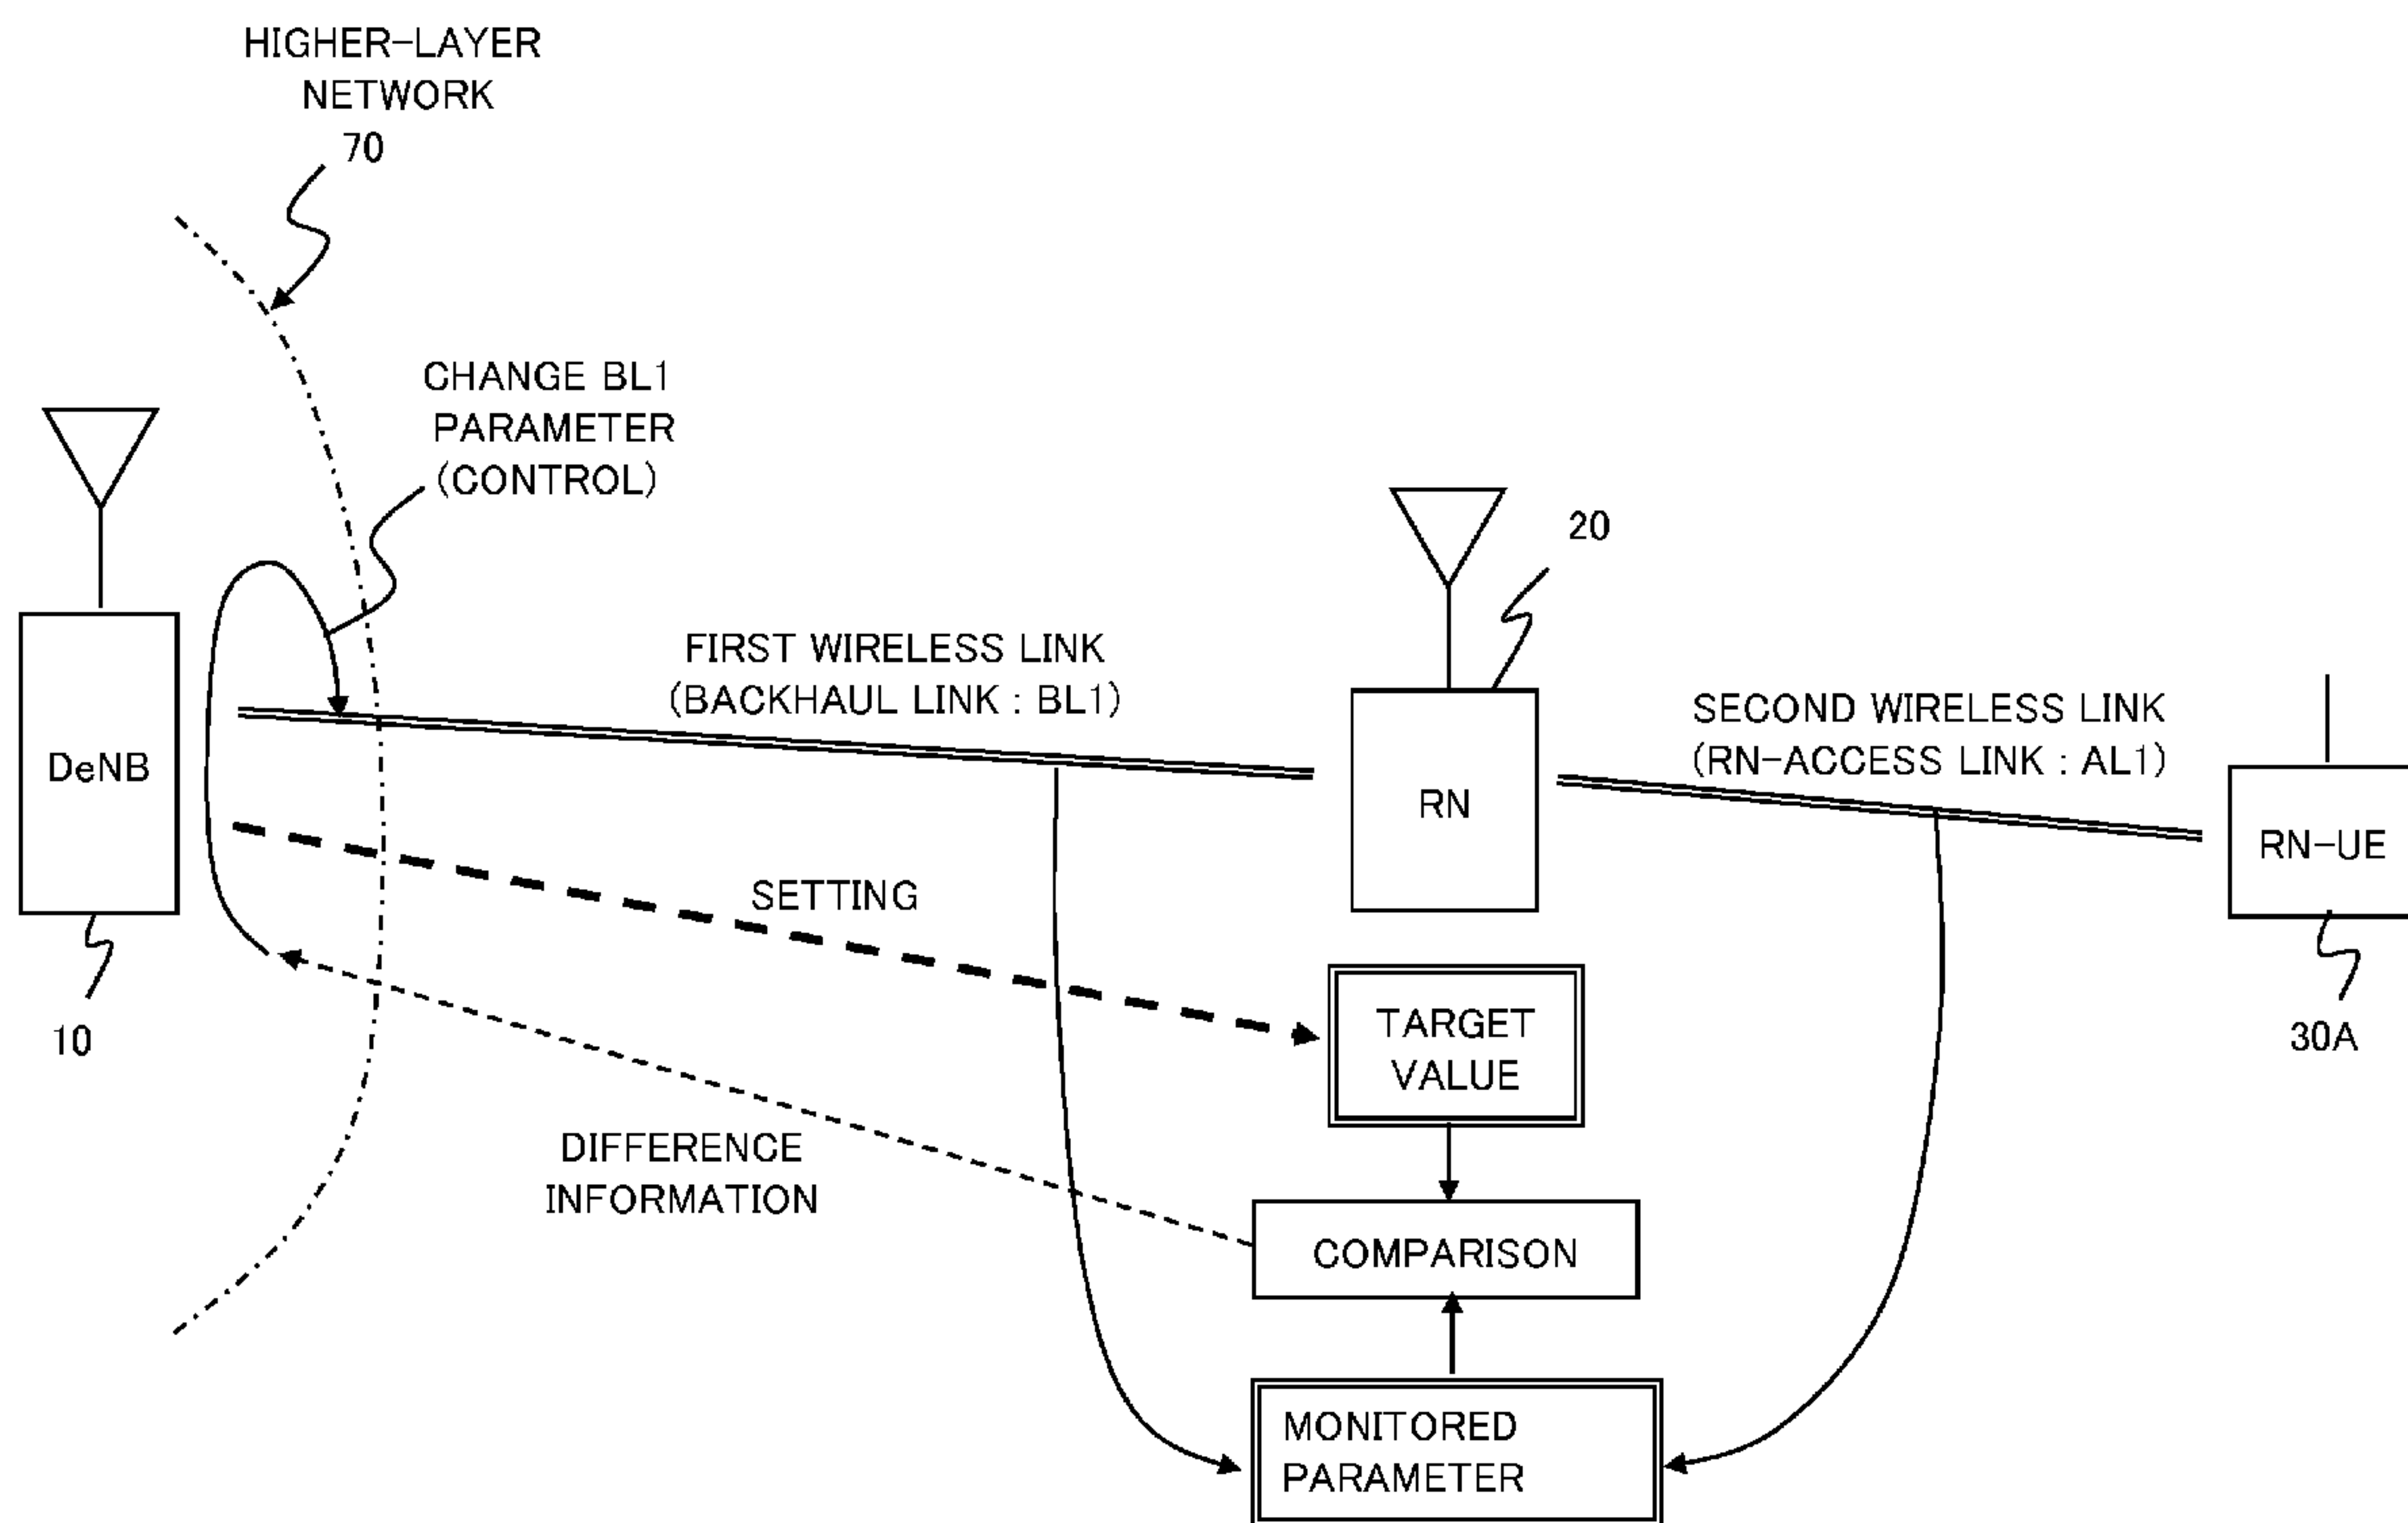 HIGHER-LAYER
NETWORK
70
CHANGE BL1
PARAMETER
(CONTROL)
20
FIRST WIRELESS LINK
(BACKHAUL LINK : BL1)
SECOND WIRELESS LINK
(RN-ACCESS LINK : AL1)
DeNB
RN
RN-UE
SETTING
10
30A
TARGET
VALUE
DIFFERENCE
INFORMATION
COMPARISON
MONITORED
PARAMETER